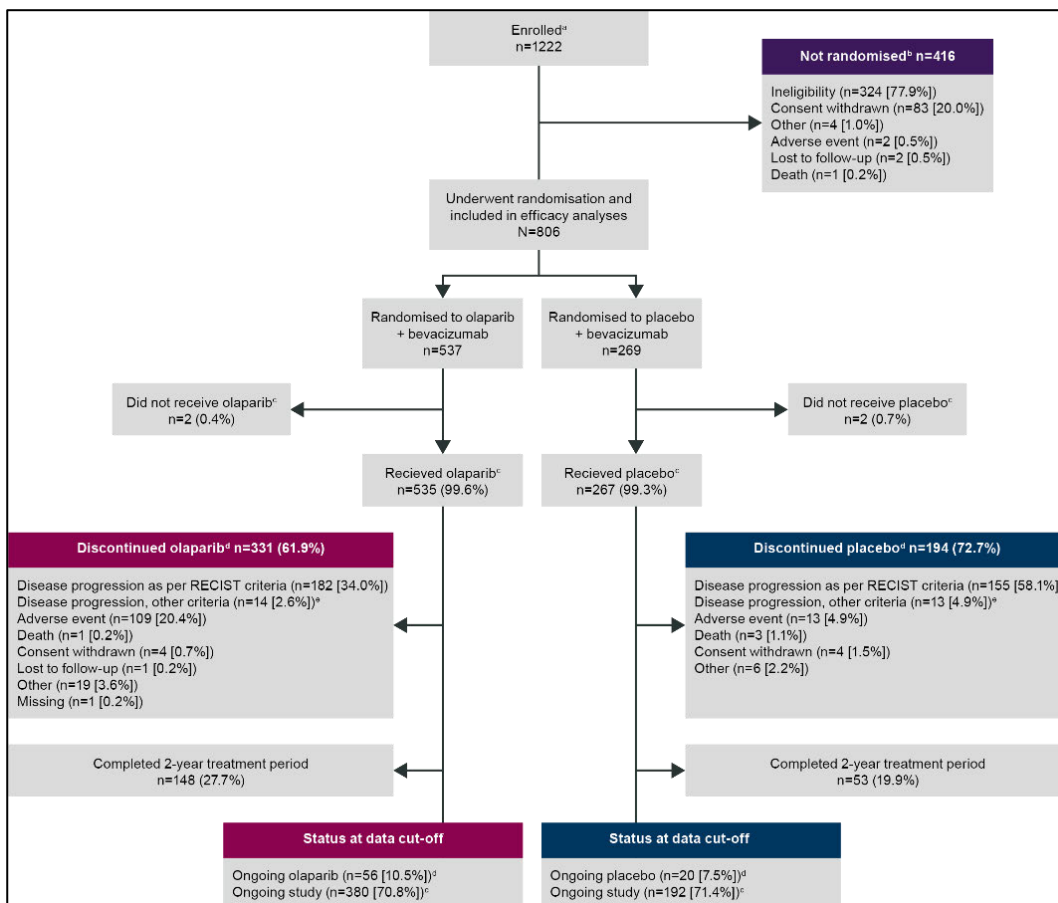 Enrolledᵃ
n=1222
Not randomisedᵇ n=416
Ineligibility (n=324 [77.9%])
Consent withdrawn (n=83 [20.0%])
Other (n=4 [1.0%])
Adverse event (n=2 [0.5%])
Lost to follow-up (n=2 [0.5%])
Death (n=1 [0.2%])
Underwent randomisation and
included in efficacy analyses
N=806
Randomised to olaparib
+ bevacizumab
n=537
Randomised to placebo
+ bevacizumab
n=269
Did not receive olaparibᶜ
n=2 (0.4%)
Did not receive placeboᶜ
n=2 (0.7%)
Recieved olaparibᶜ
n=535 (99.6%)
Recieved placeboᶜ
n=267 (99.3%)
Discontinued olaparibᵈ n=331 (61.9%)
Disease progression as per RECIST criteria (n=182 [34.0%])
Disease progression, other criteria (n=14 [2.6%])ᵉ
Adverse event (n=109 [20.4%])
Death (n=1 [0.2%])
Consent withdrawn (n=4 [0.7%])
Lost to follow-up (n=1 [0.2%])
Other (n=19 [3.6%])
Missing (n=1 [0.2%])
Discontinued placeboᵈ n=194 (72.7%)
Disease progression as per RECIST criteria (n=155 [58.1%])
Disease progression, other criteria (n=13 [4.9%])ᵉ
Adverse event (n=13 [4.9%])
Death (n=3 [1.1%])
Consent withdrawn (n=4 [1.5%])
Other (n=6 [2.2%])
Completed 2-year treatment period
n=148 (27.7%)
Completed 2-year treatment period
n=53 (19.9%)
Status at data cut-off
Ongoing olaparib (n=56 [10.5%])ᵈ
Ongoing study (n=380 [70.8%])ᶜ
Status at data cut-off
Ongoing placebo (n=20 [7.5%])ᵈ
Ongoing study (n=192 [71.4%])ᶜ